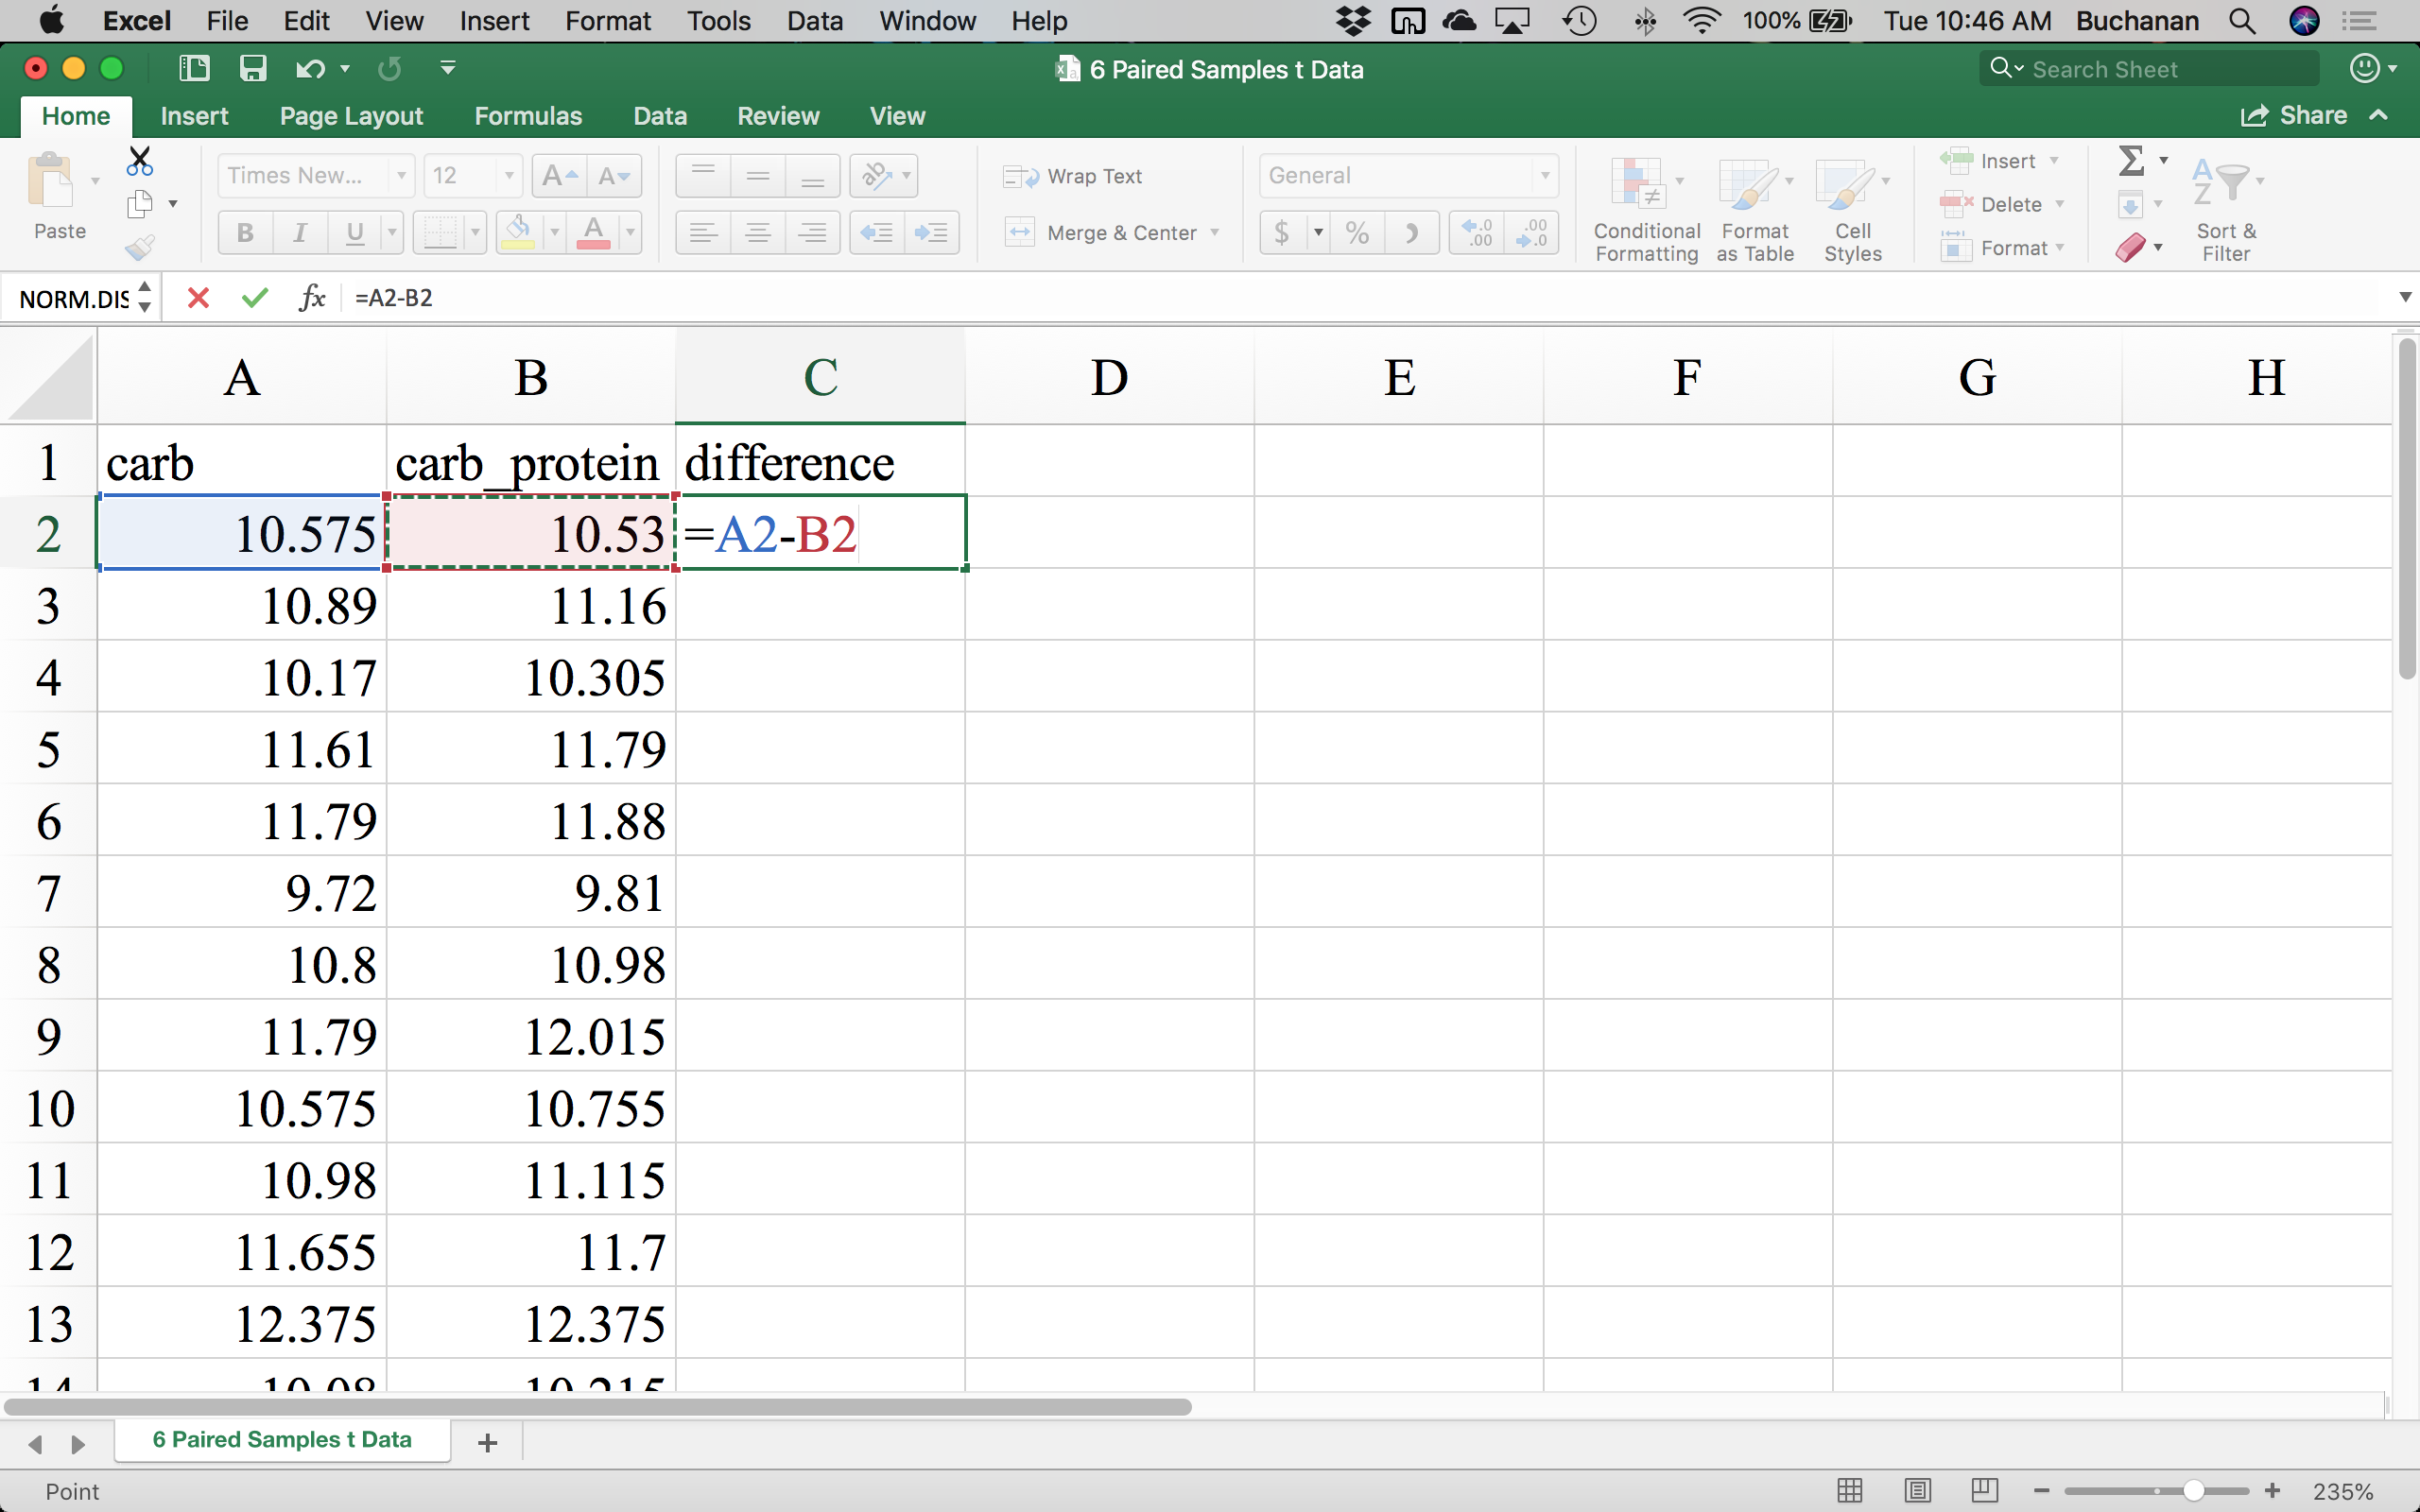 Excel File Edit View Insert Format Tools Data Window Help 100% Tue 10:46 AM Buchanan
6 Paired Samples t Data Search Sheet
Home Insert Page Layout Formulas Data Review View Share
Paste Times New... 12 A A Wrap Text General Insert
B I U A Merge & Center $ % Delete
Conditional Formatting Format as Table Cell Styles Format Sort & Filter
NORM.DIS fx =A2-B2
A B C D E F G H
1 carb carb_protein difference
2 10.575 10.53 =A2-B2
3 10.89 11.16
4 10.17 10.305
5 11.61 11.79
6 11.79 11.88
7 9.72 9.81
8 10.8 10.98
9 11.79 12.015
10 10.575 10.755
11 10.98 11.115
12 11.655 11.7
13 12.375 12.375
14 10.08 10.215
6 Paired Samples t Data +
Point 235%